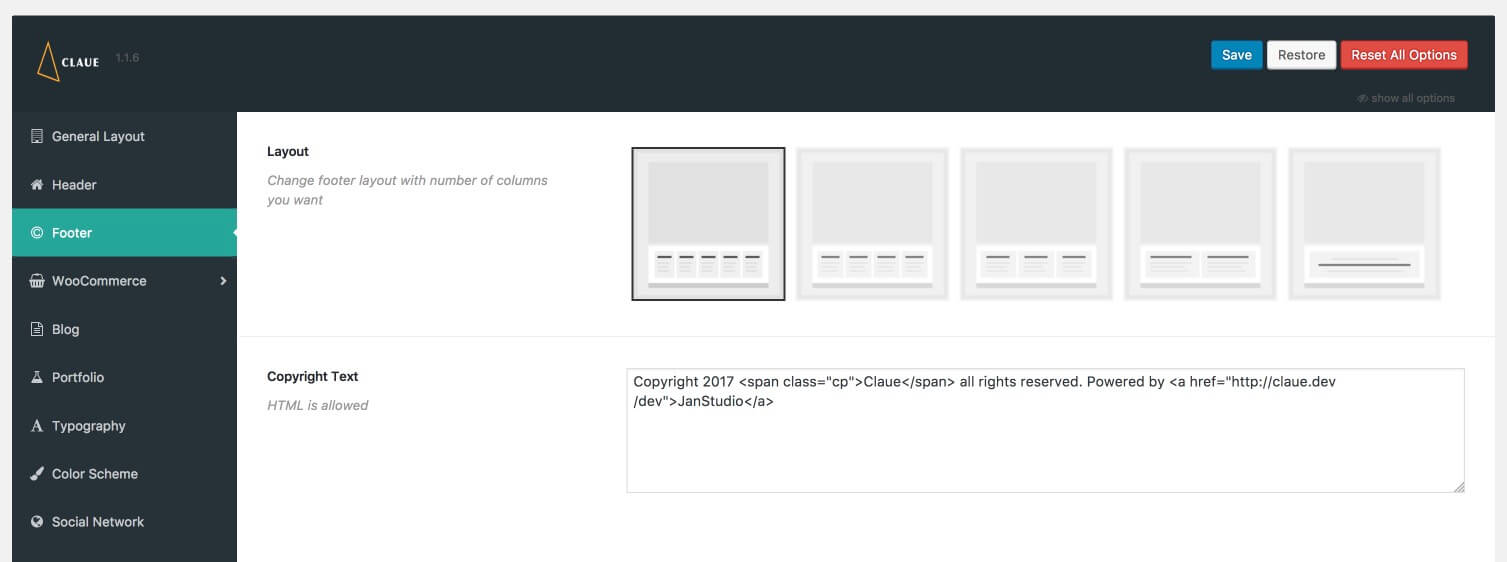 CLAUE 1.1.6
Save Restore Reset All Options
show all options
General Layout
Header
Footer
WooCommerce
Blog
Portfolio
Typography
Color Scheme
Social Network
Layout
Change footer layout with number of columns
you want
Copyright Text
HTML is allowed
Copyright 2017 <span class="cp">Claue</span> all rights reserved. Powered by <a href="http://claue.dev
/dev">JanStudio</a>